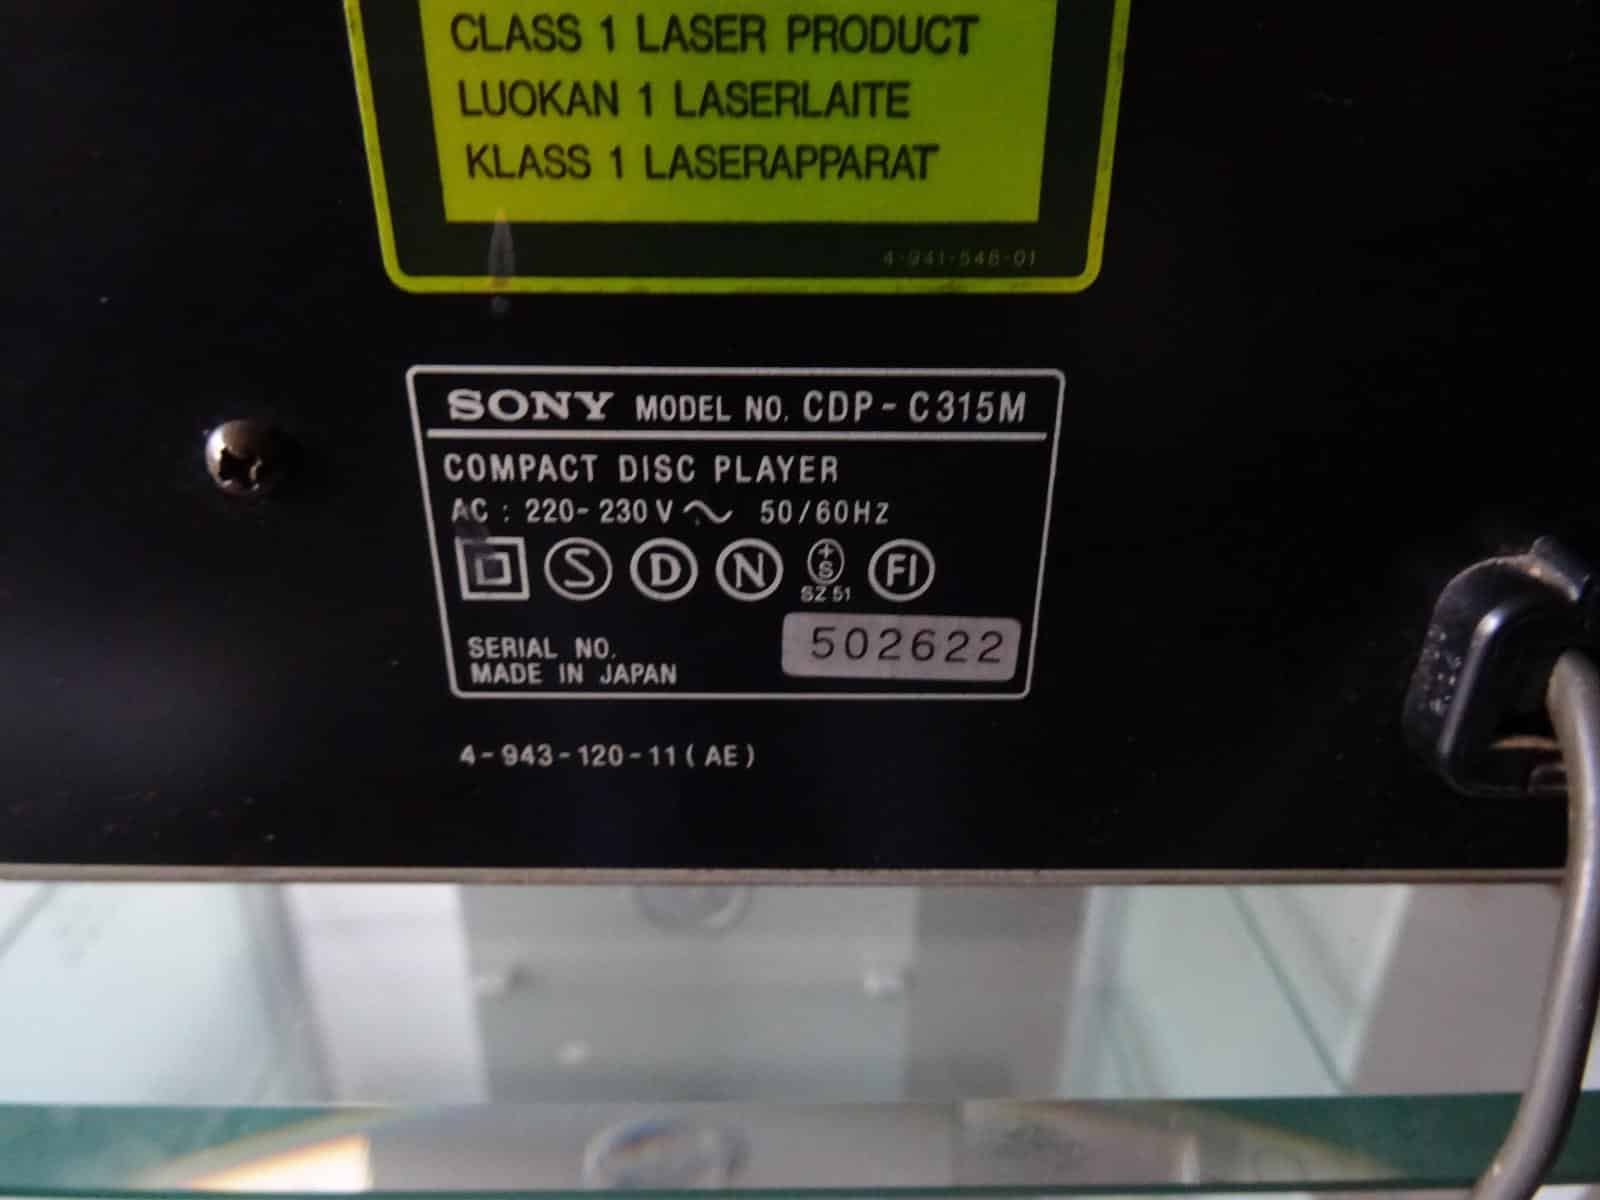 CLASS 1 LASER PRODUCT
LUOKAN 1 LASERLAITE
KLASS 1 LASERAPPARAT
4-941-548-01
SONY MODEL NO. CDP-C315M
COMPACT DISC PLAYER
AC : 220-230V~ 50/60HZ
S D N +S FI
SZ 51
SERIAL NO. 502622
MADE IN JAPAN
4-943-120-11(AE)